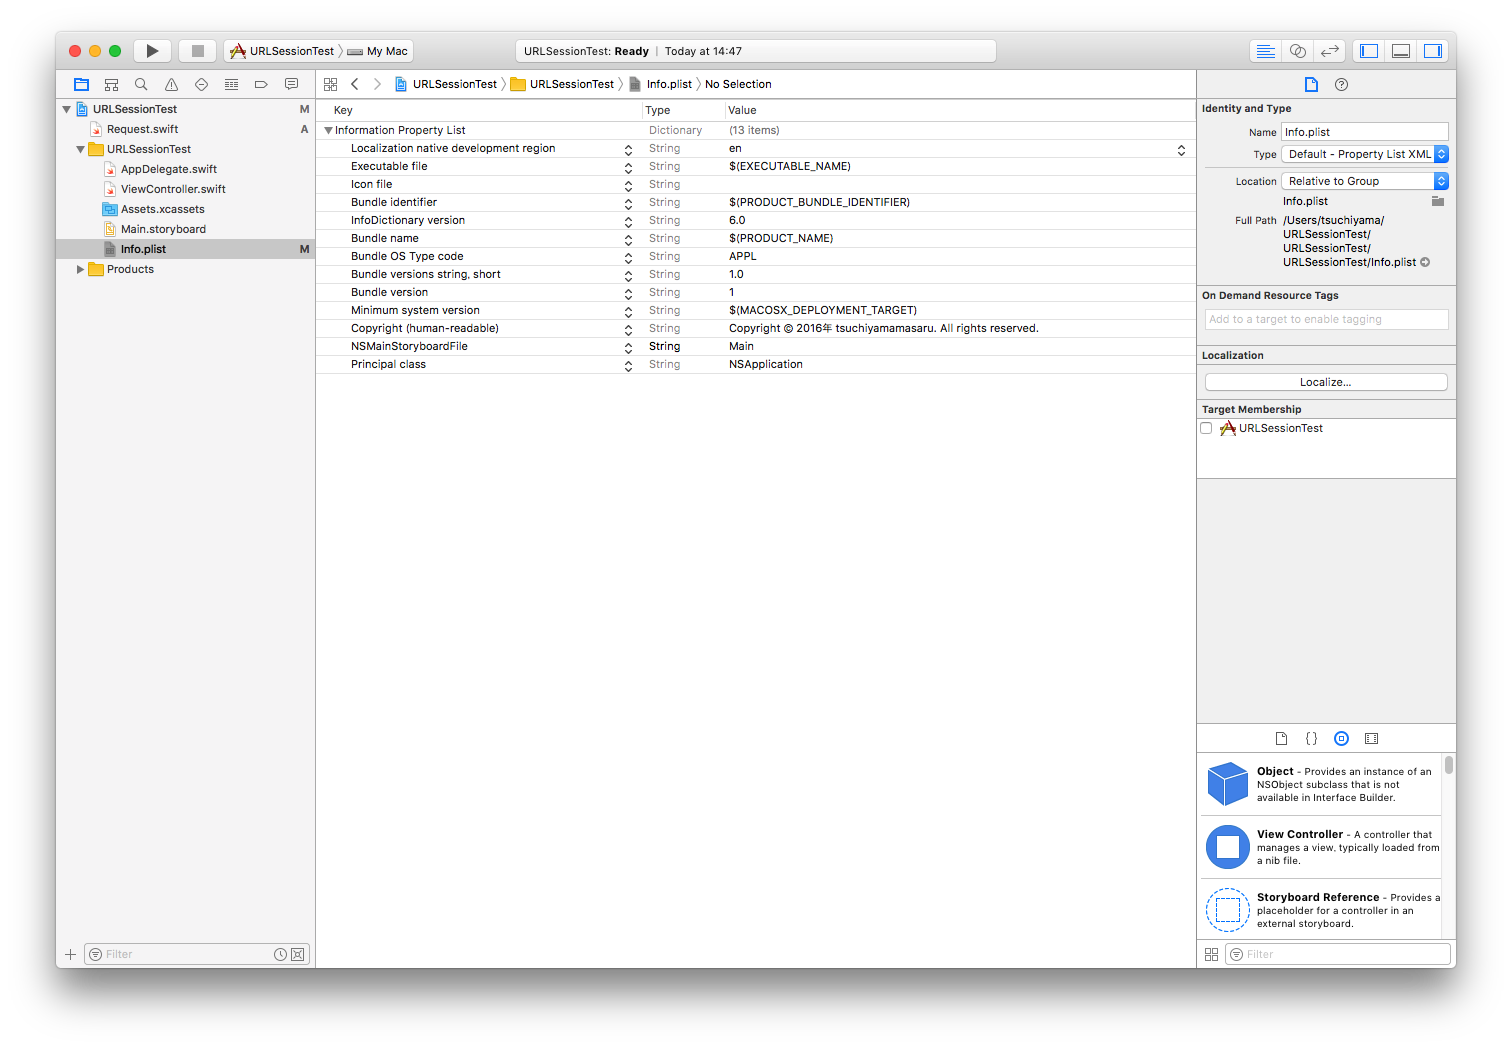 URLSessionTest My Mac
URLSessionTest: Ready | Today at 14:47
URLSessionTest M
Request.swift A
URLSessionTest
AppDelegate.swift
ViewController.swift
Assets.xcassets
Main.storyboard
Info.plist M
Products
Filter
URLSessionTest URLSessionTest Info.plist No Selection
Key Type Value
Information Property List Dictionary (13 items)
Localization native development region String en
Executable file String $(EXECUTABLE_NAME)
Icon file String
Bundle identifier String $(PRODUCT_BUNDLE_IDENTIFIER)
InfoDictionary version String 6.0
Bundle name String $(PRODUCT_NAME)
Bundle OS Type code String APPL
Bundle versions string, short String 1.0
Bundle version String 1
Minimum system version String $(MACOSX_DEPLOYMENT_TARGET)
Copyright (human-readable) String Copyright © 2016年 tsuchiyamamasaru. All rights reserved.
NSMainStoryboardFile String Main
Principal class String NSApplication
Identity and Type
Name Info.plist
Type Default - Property List XML
Location Relative to Group
Info.plist
Full Path /Users/tsuchiyama/
URLSessionTest/
URLSessionTest/
URLSessionTest/Info.plist
On Demand Resource Tags
Add to a target to enable tagging
Localization
Localize...
Target Membership
URLSessionTest
{ }
Object - Provides an instance of an
NSObject subclass that is not
available in Interface Builder.
View Controller - A controller that
manages a view, typically loaded from
a nib file.
Storyboard Reference - Provides a
placeholder for a controller in an
external storyboard.
Filter